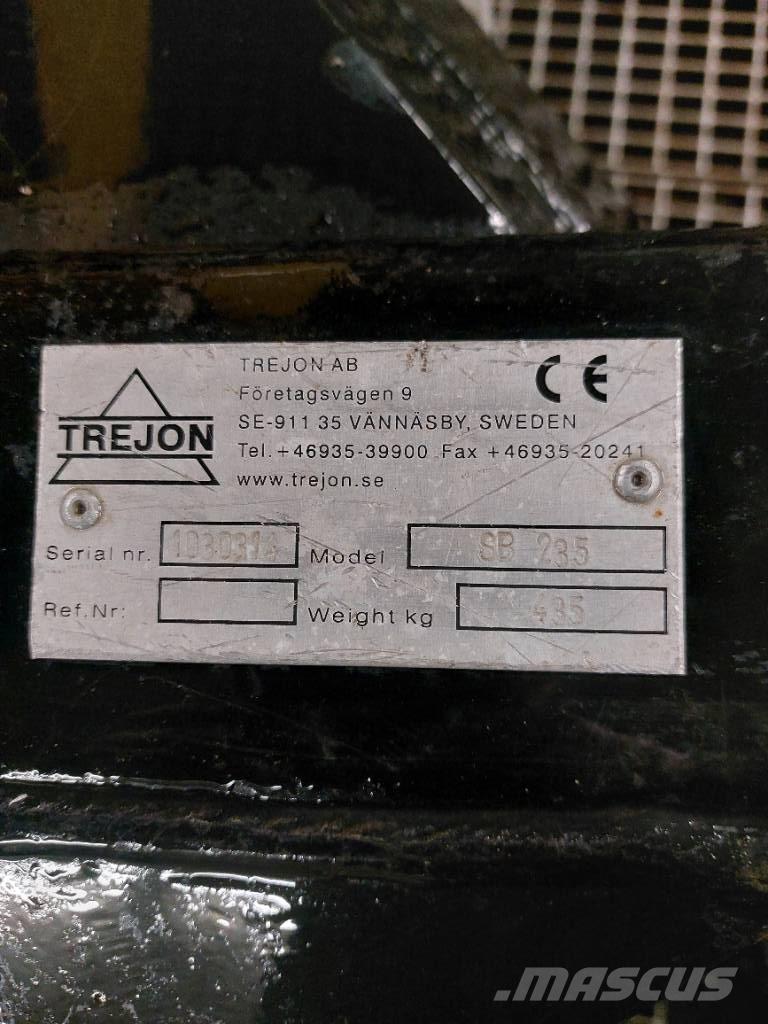 TREJON
TREJON AB
Företagsvägen 9
SE-911 35 VÄNNÄSBY, SWEDEN
Tel. +46935-39900 Fax +46935-20241
www.trejon.se
CE
Serial nr. Model SB 235
Ref.Nr: Weight kg 435
MASCUS